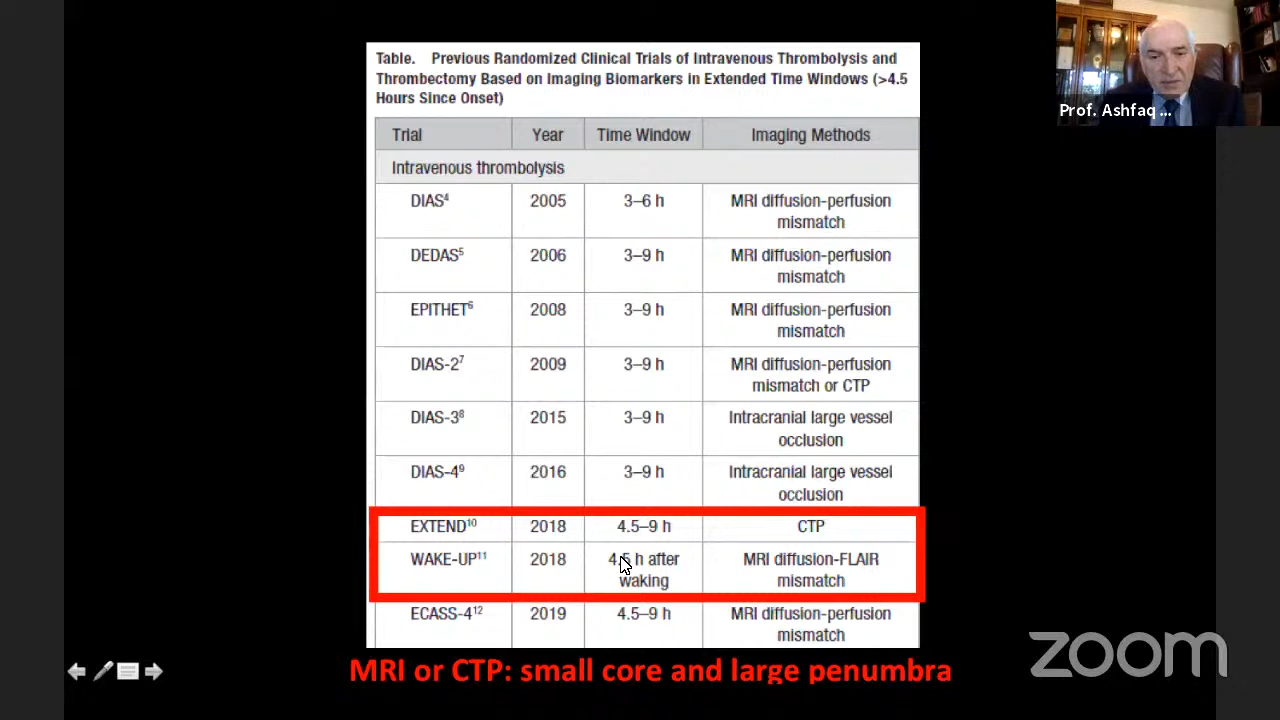 Table. Previous Randomized Clinical Trials of Intravenous Thrombolysis and
Thrombectomy Based on Imaging Biomarkers in Extended Time Windows (>4.5
Hours Since Onset)
Trial Year Time Window Imaging Methods
Intravenous thrombolysis
DIAS⁴ 2005 3–6 h MRI diffusion-perfusion
mismatch
DEDAS⁵ 2006 3–9 h MRI diffusion-perfusion
mismatch
EPITHET⁶ 2008 3–9 h MRI diffusion-perfusion
mismatch
DIAS-2⁷ 2009 3–9 h MRI diffusion-perfusion
mismatch or CTP
DIAS-3⁸ 2015 3–9 h Intracranial large vessel
occlusion
DIAS-4⁹ 2016 3–9 h Intracranial large vessel
occlusion
EXTEND¹⁰ 2018 4.5–9 h CTP
WAKE-UP¹¹ 2018 4.5 h after MRI diffusion-FLAIR
waking mismatch
ECASS-4¹² 2019 4.5–9 h MRI diffusion-perfusion
mismatch
MRI or CTP: small core and large penumbra
Prof. Ashfaq ...
zoom